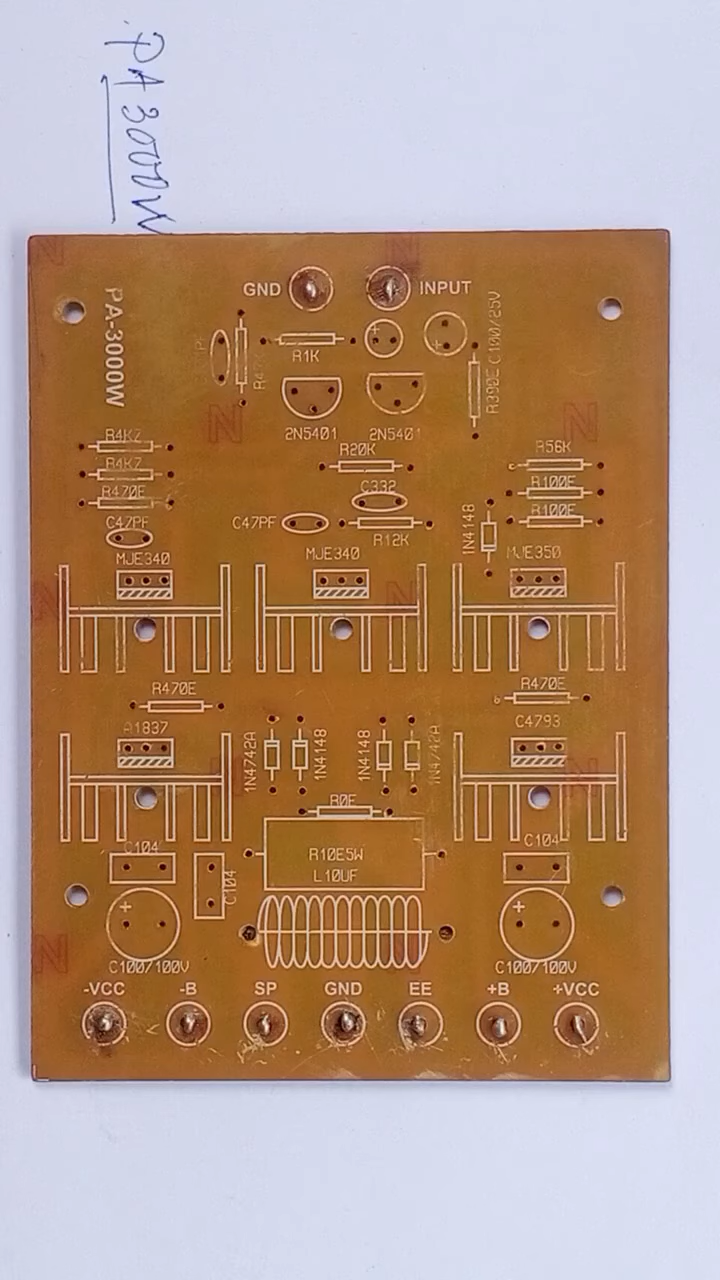 PA 3000W
GND
INPUT
PA-3000W
C100/25V
R1K
R390E
2N5401
2N5401
R4K7
R20K
R56K
R4K7
C332
R100E
R470E
R100E
C47PF
C47PF
R12K
1N4148
MJE340
MJE340
MJE350
R470E
R470E
A1837
C4793
1N4742A
1N4148
1N4148
1N4742A
R0E
C104
R10E5W
C104
L10UF
C104
C100/100V
C100/100V
-VCC
-B
SP
GND
EE
+B
+VCC